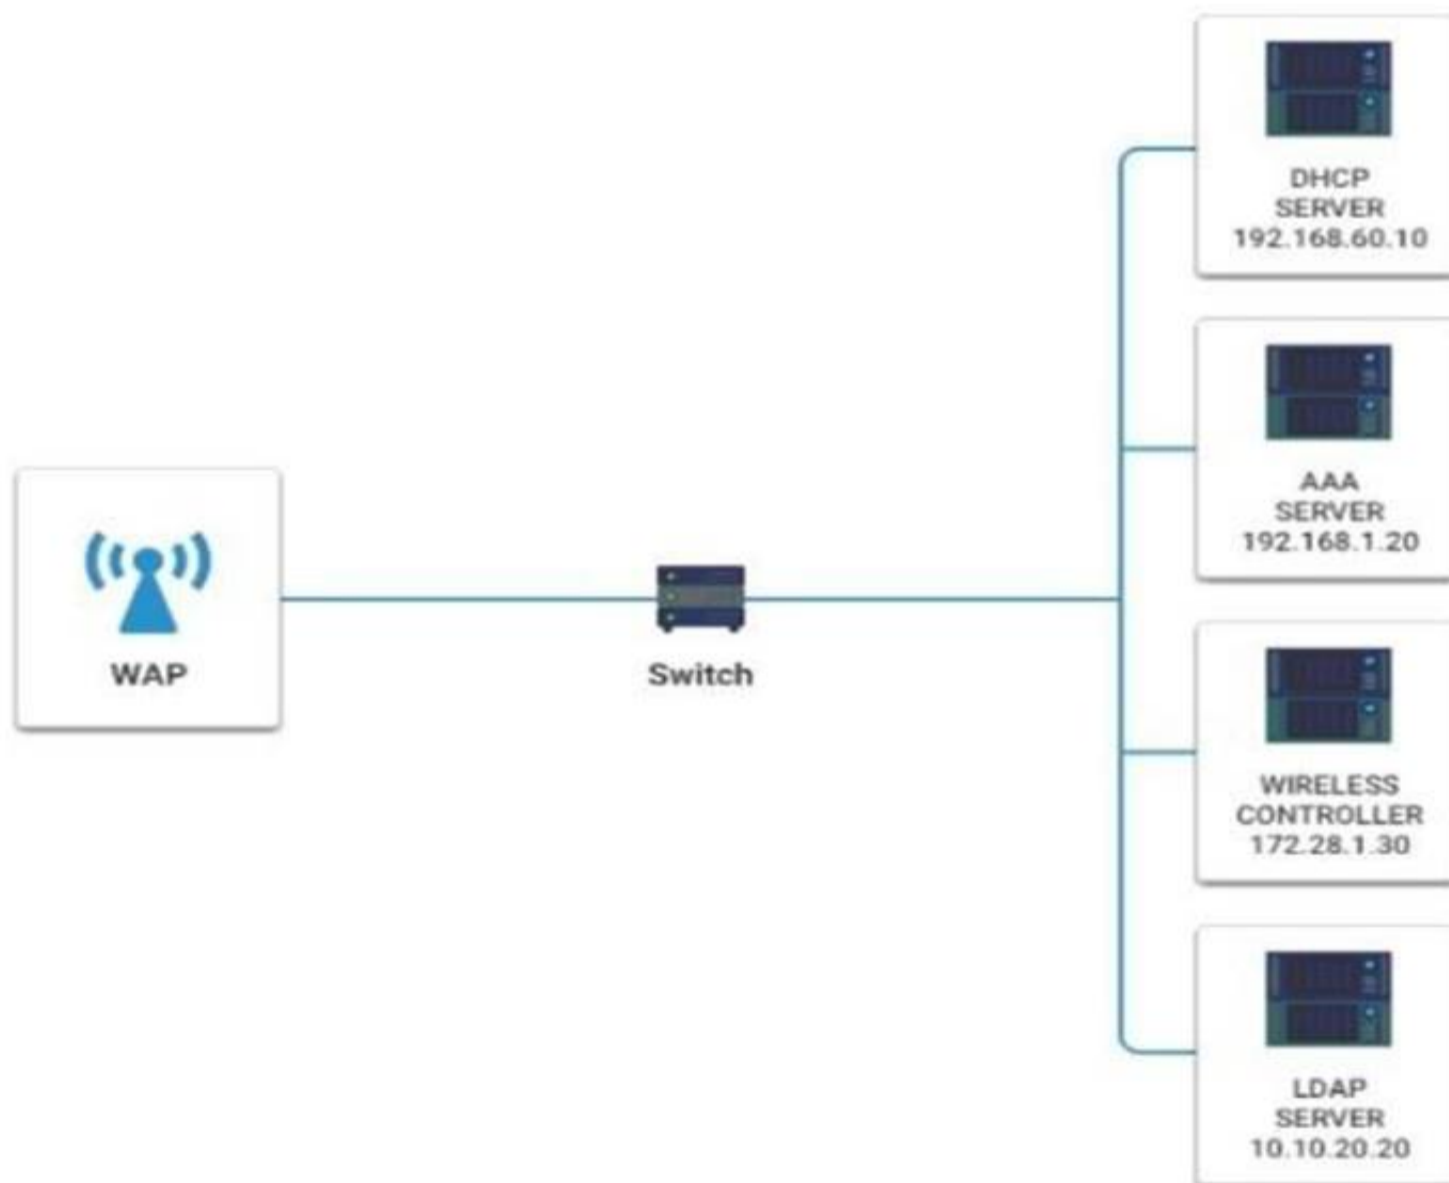 DHCP
SERVER
192.168.60.10
AAA
SERVER
192.168.1.20
WAP
Switch
WIRELESS
CONTROLLER
172.28.1.30
LDAP
SERVER
10.10.20.20